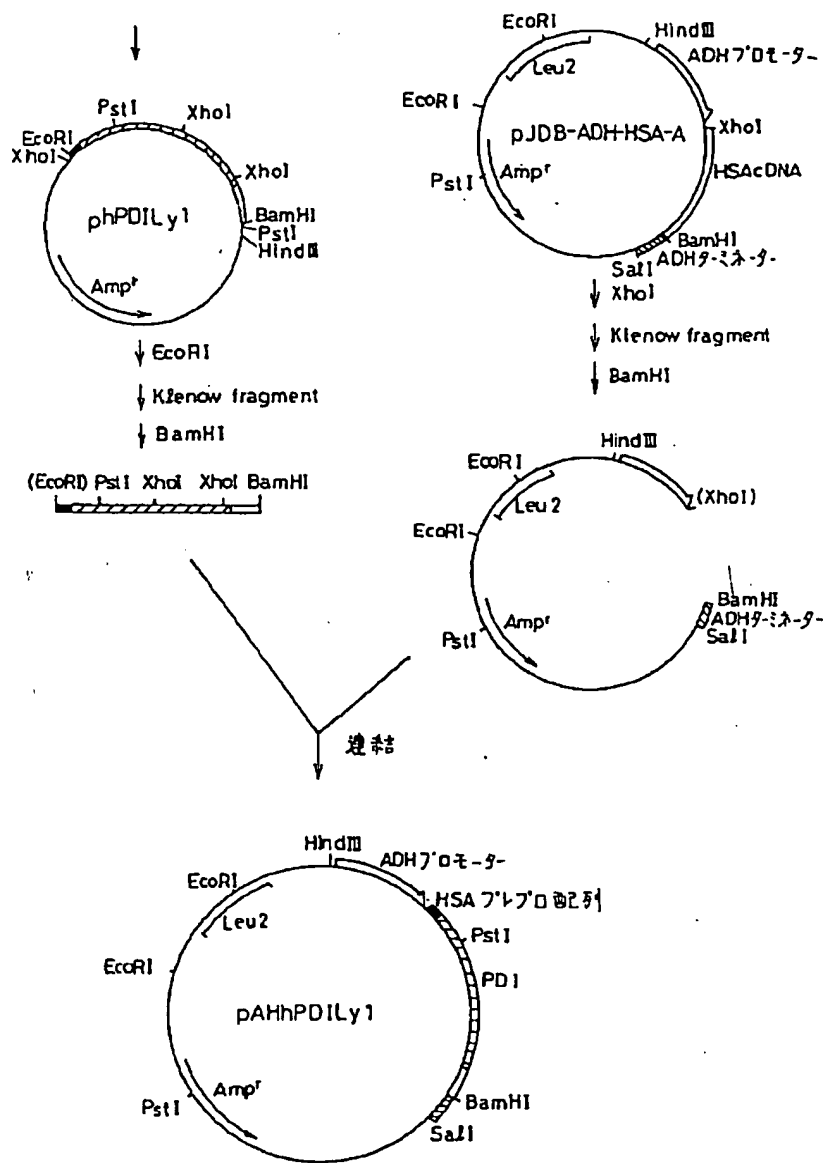 PstI
XhoI
EcoRI
XhoI
XhoI
BamHI
PstI
HindIII
phPDILy1
Ampr
EcoRI
Klenow fragment
BamHI
(EcoRI) PstI XhoI XhoI BamHI
EcoRI
Leu2
HindIII
ADHプロモーター
EcoRI
pJDB-ADH-HSA-A
XhoI
HSAcDNA
PstI
Ampr
BamHI
SalI
ADHターミネーター
XhoI
Klenow fragment
BamHI
HindIII
EcoRI
Leu2
(XhoI)
EcoRI
BamHI
ADHターミネーター
SalI
Ampr
PstI
連結
HindIII
ADHプロモーター
HSAプレプロ配列
EcoRI
Leu2
PstI
EcoRI
PDI
pAHhPDILy1
Ampr
PstI
BamHI
SalI